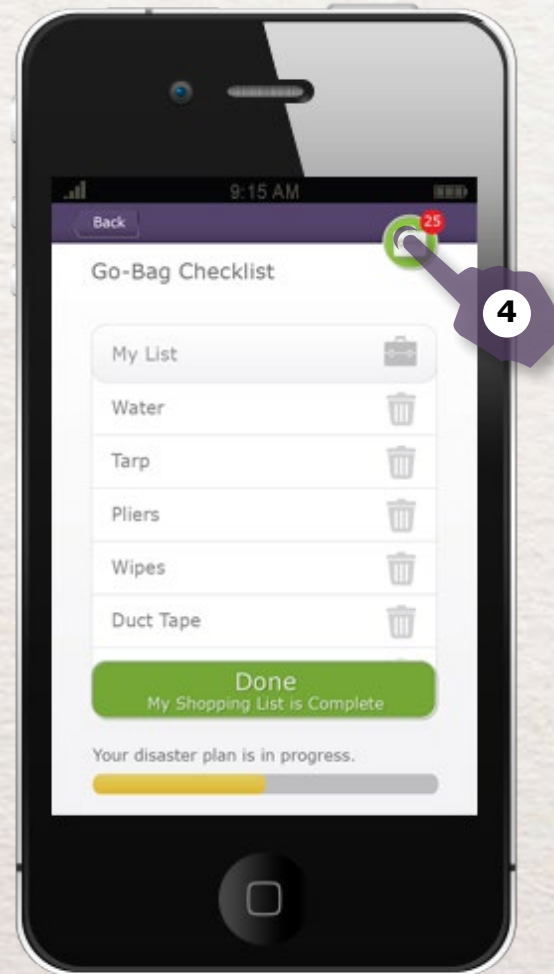 9:15 AM
Back
25
4
Go-Bag Checklist
My List
Water
Tarp
Pliers
Wipes
Duct Tape
Done
My Shopping List is Complete
Your disaster plan is in progress.